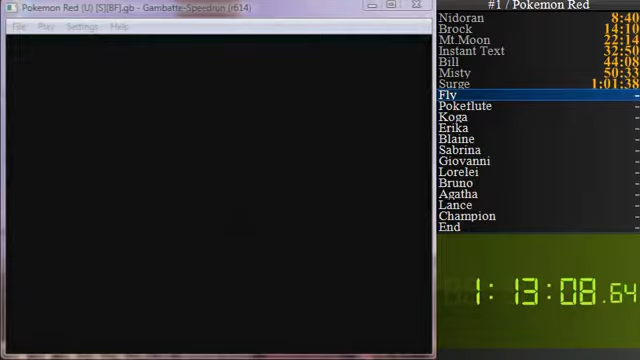 Pokemon Red (U) [S][BF].gb - Gambatte-Speedrun (r614)
File Play Settings Help
#1 / Pokemon Red
Nidoran 8:40
Brock 14:10
Mt.Moon 22:14
Instant Text 32:50
Bill 44:08
Misty 50:33
Surge 1:01:38
Fly -
Pokeflute -
Koga -
Erika -
Blaine -
Sabrina -
Giovanni -
Lorelei -
Bruno -
Agatha -
Lance -
Champion -
End -
1:13:08.64